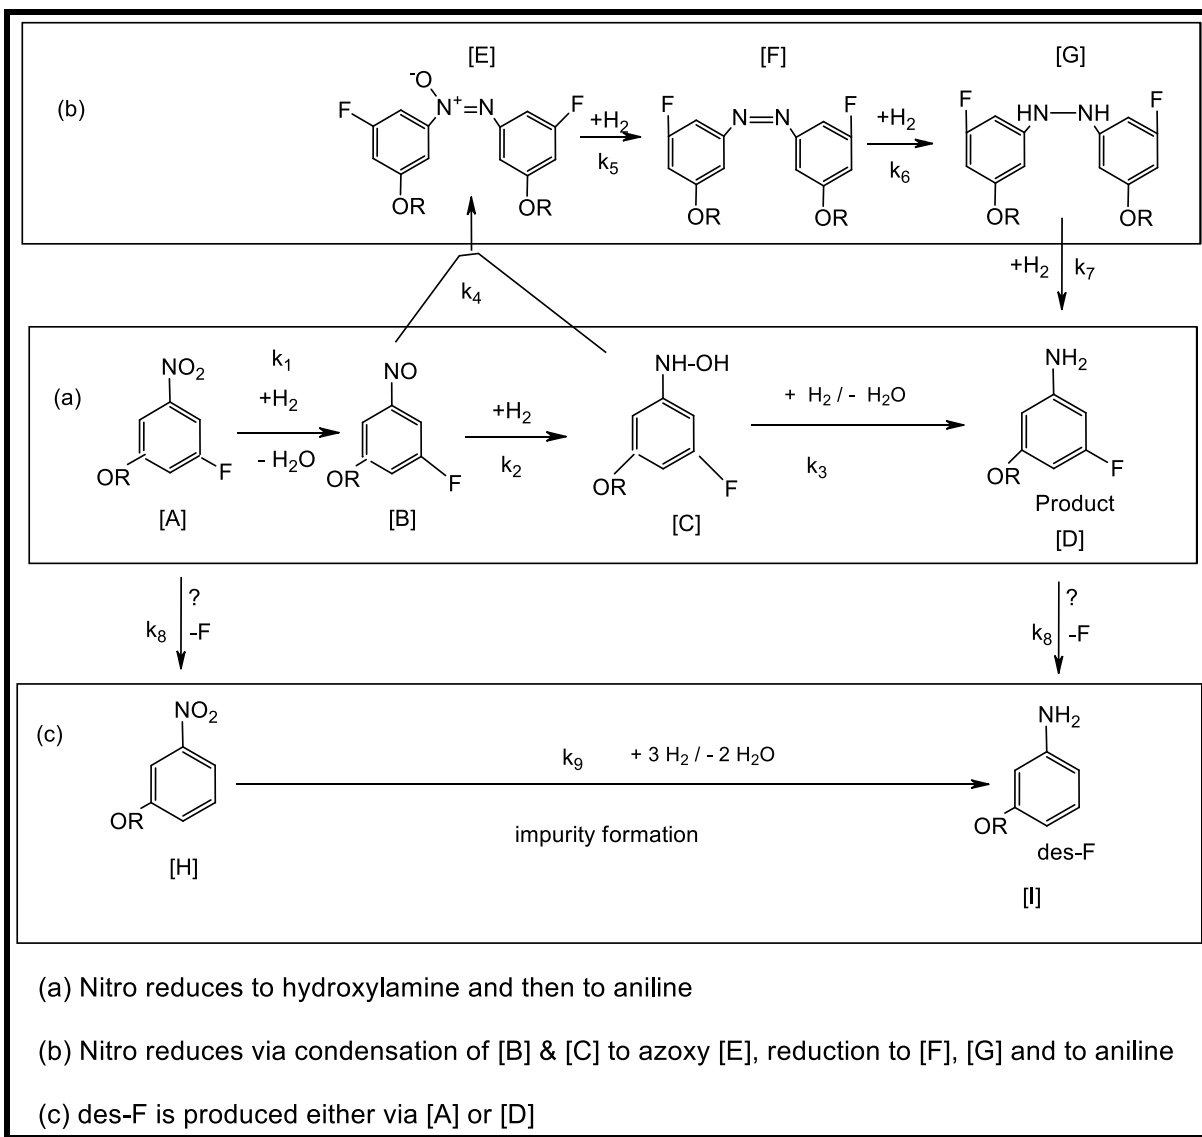 [E] [F] [G]
(b)
⁻O
N⁺=N
F F
OR OR
+H₂
k₅
F N=N F
OR OR
+H₂
k₆
F HN—NH F
OR OR
k₄
+H₂ k₇
(a)
NO₂
OR F
[A]
k₁
+H₂
- H₂O
NO
OR F
[B]
+H₂
k₂
NH-OH
OR F
[C]
+ H₂ / - H₂O
k₃
NH₂
OR F
Product
[D]
?
k₈ -F
?
k₈ -F
(c)
NO₂
OR
[H]
k₉ + 3 H₂ / - 2 H₂O
impurity formation
NH₂
OR
des-F
[I]
(a) Nitro reduces to hydroxylamine and then to aniline
(b) Nitro reduces via condensation of [B] & [C] to azoxy [E], reduction to [F], [G] and to aniline
(c) des-F is produced either via [A] or [D]